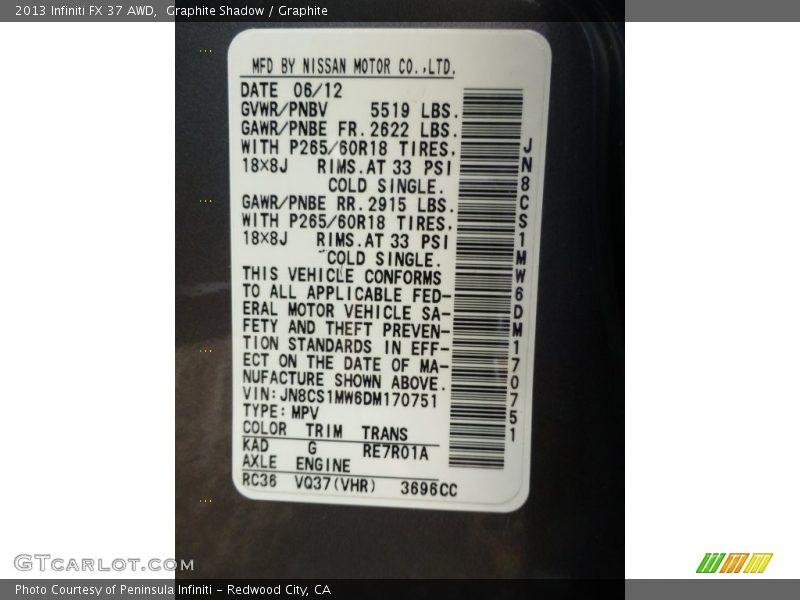 2013 Infiniti FX 37 AWD,  Graphite Shadow / Graphite
MFD BY NISSAN MOTOR CO.,LTD.
DATE 06/12
GVWR/PNBV 5519 LBS.
GAWR/PNBE FR. 2622 LBS.
WITH P265/60R18 TIRES,
18×8J RIMS.AT 33 PSI
COLD SINGLE.
GAWR/PNBE RR. 2915 LBS.
WITH P265/60R18 TIRES,
18×8J RIMS.AT 33 PSI
COLD SINGLE.
THIS VEHICLE CONFORMS
TO ALL APPLICABLE FED-
ERAL MOTOR VEHICLE SA-
FETY AND THEFT PREVEN-
TION STANDARDS IN EFF-
ECT ON THE DATE OF MA-
NUFACTURE SHOWN ABOVE.
VIN:JN8CS1MW6DM170751
TYPE:MPV
COLOR TRIM TRANS
KAD G RE7R01A
AXLE ENGINE
RC36 VQ37(VHR) 3696CC
JN8CS1MW6DM170751
GTCARLOT.COM
Photo Courtesy of Peninsula Infiniti – Redwood City, CA